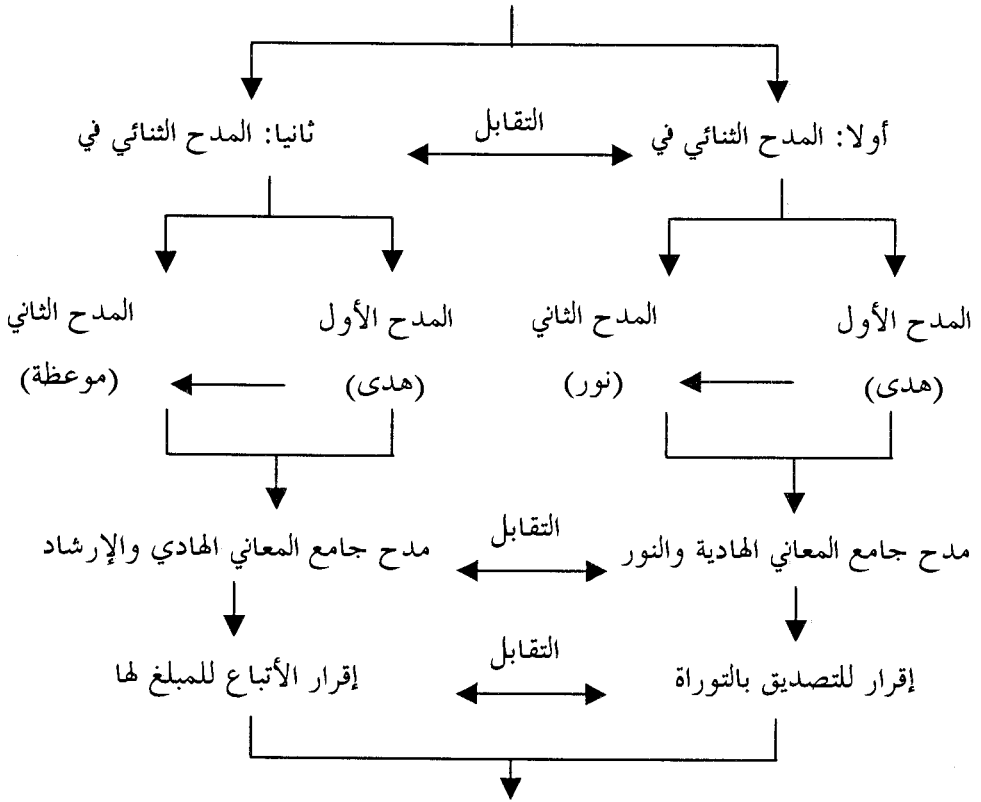 أولا: المدح الثنائي في
التقابل
ثانيا: المدح الثنائي في
المدح الأول
المدح الثاني
المدح الأول
المدح الثاني
(هدى)
(نور)
(هدى)
(موعظة)
مدح جامع المعاني الهادية والنور
التقابل
مدح جامع المعاني الهادي والإرشاد
إقرار للتصديق بالتوراة
التقابل
إقرار الأتباع للمبلغ لها